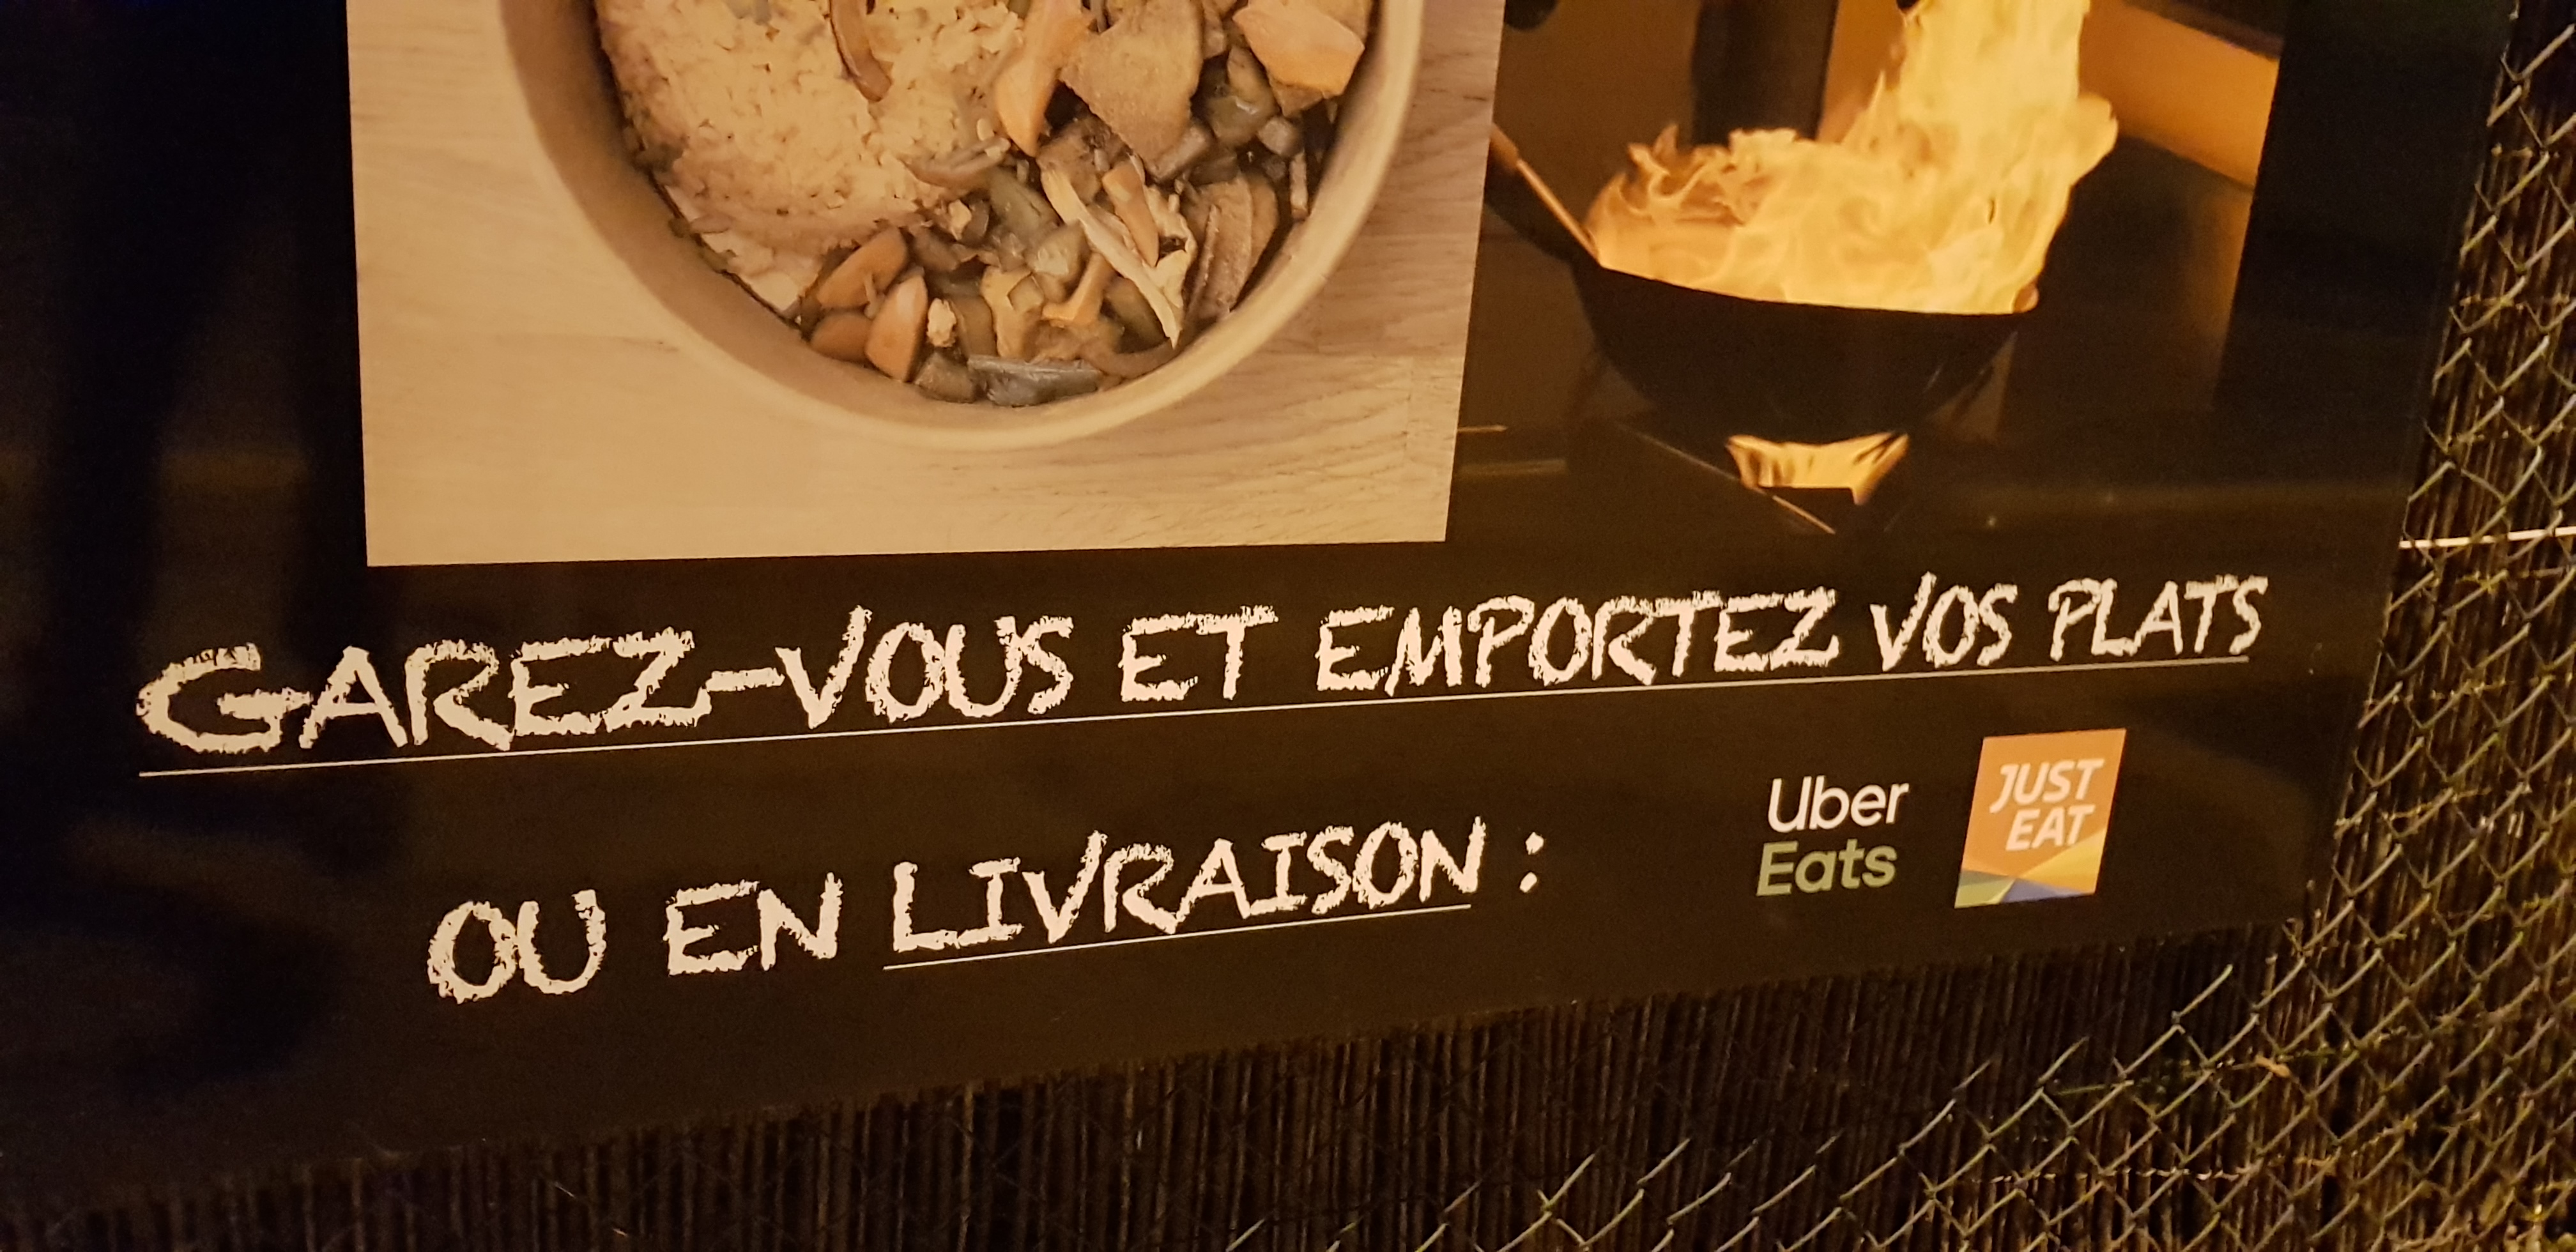 GAREZ-VOUS ET EMPORTEZ VOS PLATS
OU EN LIVRAISON :
Uber
Eats
JUST
EAT